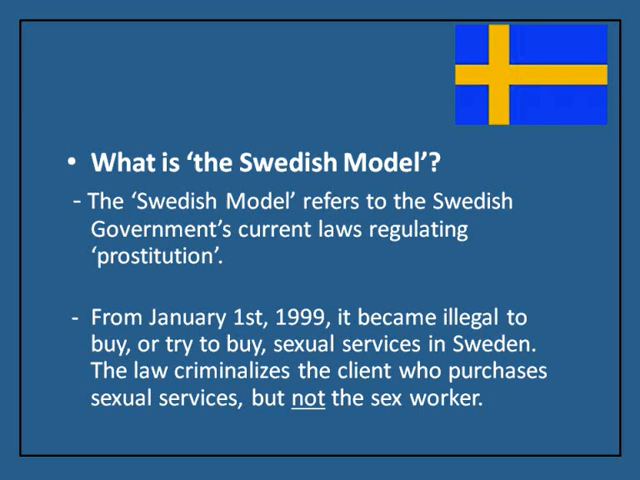 • What is ‘the Swedish Model’?
- The ‘Swedish Model’ refers to the Swedish
Government’s current laws regulating
‘prostitution’.
- From January 1st, 1999, it became illegal to
buy, or try to buy, sexual services in Sweden.
The law criminalizes the client who purchases
sexual services, but not the sex worker.